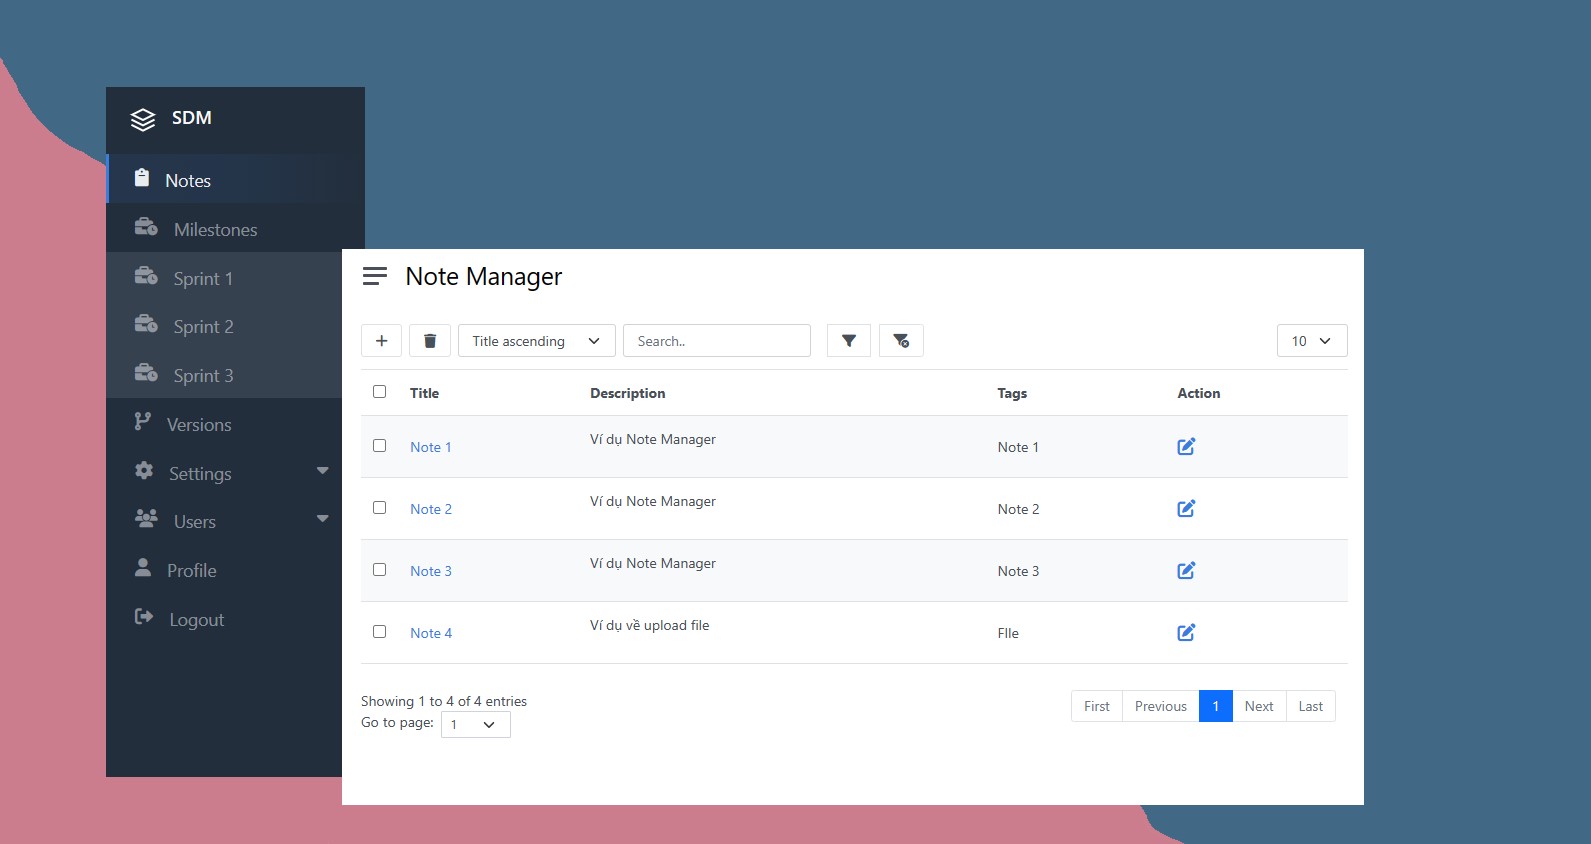 SDM
Notes
Milestones
Sprint 1
Sprint 2
Sprint 3
Versions
Settings
Users
Profile
Logout
Note Manager
Title ascending
Search..
10
Title Description Tags Action
Note 1 Ví dụ Note Manager Note 1
Note 2 Ví dụ Note Manager Note 2
Note 3 Ví dụ Note Manager Note 3
Note 4 Ví dụ về upload file FIle
Showing 1 to 4 of 4 entries
Go to page: 1
First Previous 1 Next Last